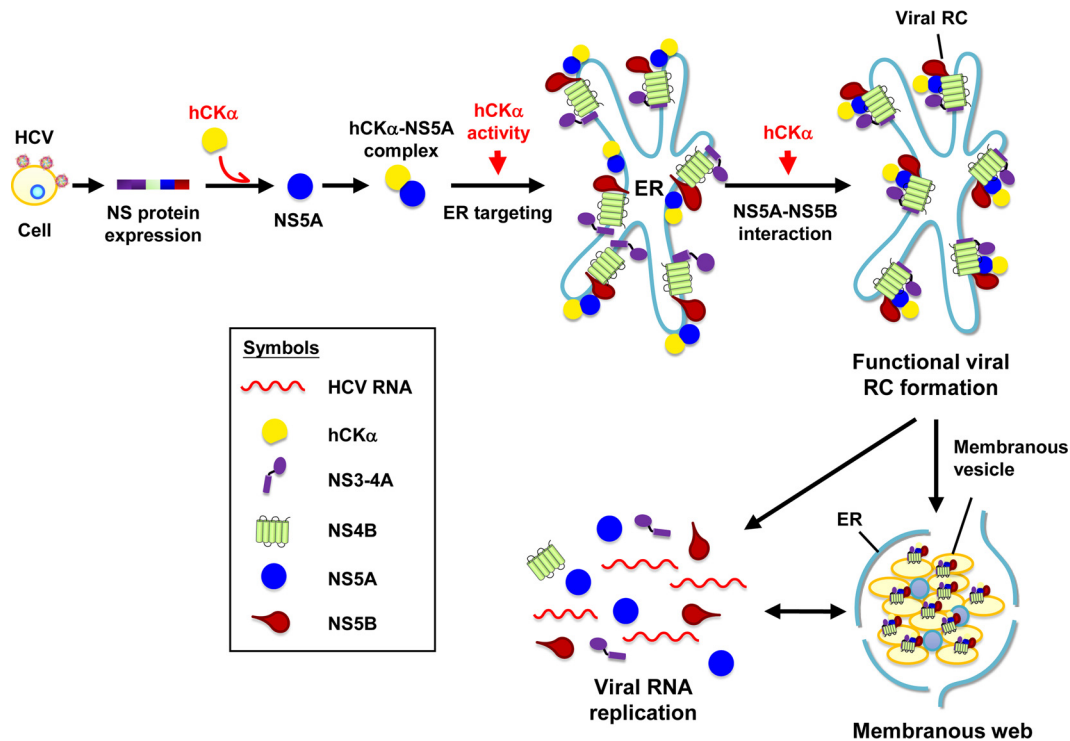 Viral RC
HCV
Cell
hCKα
NS protein
expression
NS5A
hCKα-NS5A
complex
hCKα
activity
ER targeting
ER
hCKα
NS5A-NS5B
interaction
Functional viral
RC formation
Symbols
HCV RNA
hCKα
NS3-4A
NS4B
NS5A
NS5B
Viral RNA
replication
Membranous
vesicle
ER
Membranous web